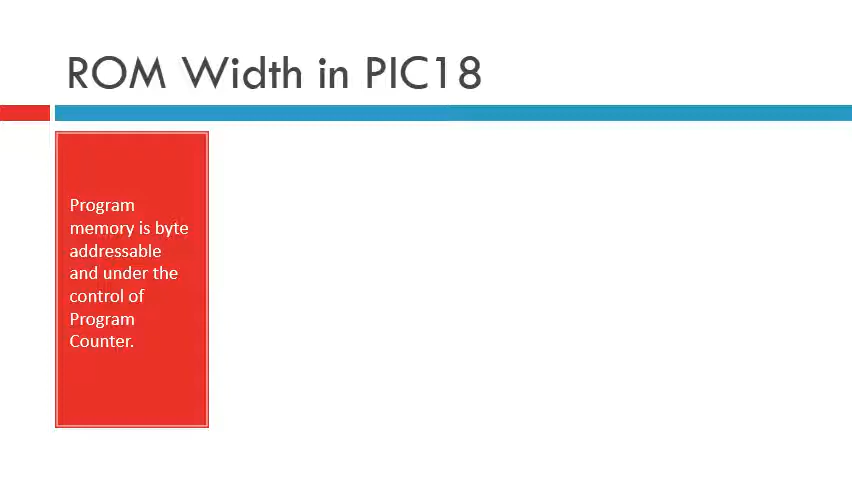 ROM Width in PIC18
Program
memory is byte
addressable
and under the
control of
Program
Counter.